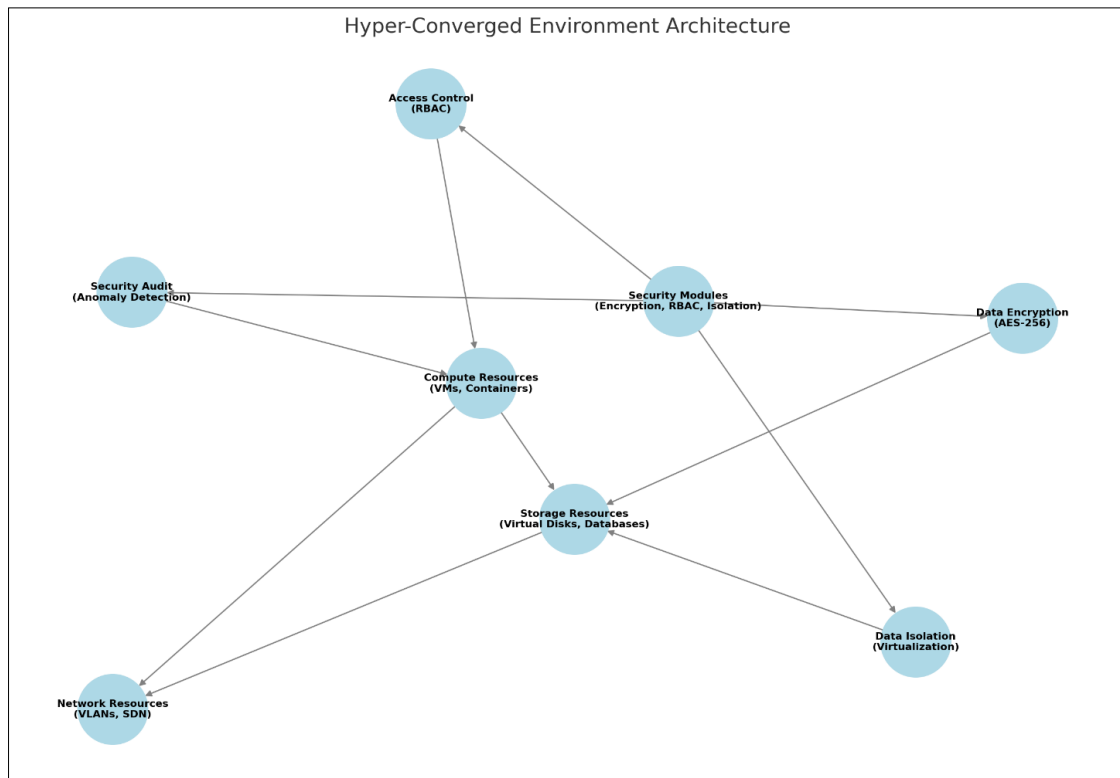 Hyper-Converged Environment Architecture
Access Control
(RBAC)
Security Audit
(Anomaly Detection)
Security Modules
(Encryption, RBAC, Isolation)
Data Encryption
(AES-256)
Compute Resources
(VMs, Containers)
Storage Resources
(Virtual Disks, Databases)
Data Isolation
(Virtualization)
Network Resources
(VLANs, SDN)